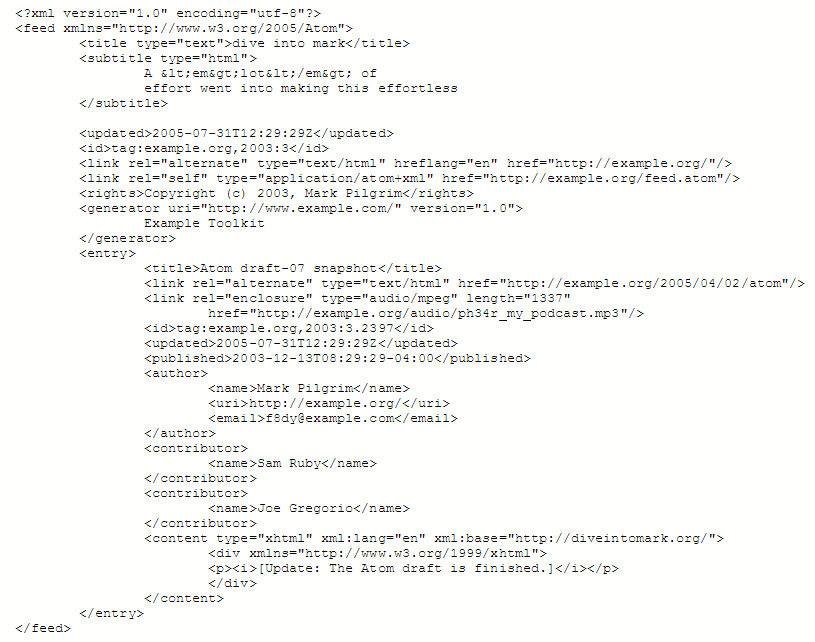 <?xml version="1.0" encoding="utf-8"?>
<feed xmlns="http://www.w3.org/2005/Atom">
<title type="text">dive into mark</title>
<subtitle type="html">
A &lt;em&gt;lot&lt;/em&gt; of
effort went into making this effortless
</subtitle>
<updated>2005-07-31T12:29:29Z</updated>
<id>tag:example.org,2003:3</id>
<link rel="alternate" type="text/html" hreflang="en" href="http://example.org/"/>
<link rel="self" type="application/atom+xml" href="http://example.org/feed.atom"/>
<rights>Copyright (c) 2003, Mark Pilgrim</rights>
<generator uri="http://www.example.com/" version="1.0">
Example Toolkit
</generator>
<entry>
<title>Atom draft-07 snapshot</title>
<link rel="alternate" type="text/html" href="http://example.org/2005/04/02/atom"/>
<link rel="enclosure" type="audio/mpeg" length="1337"
href="http://example.org/audio/ph34r_my_podcast.mp3"/>
<id>tag:example.org,2003:3.2397</id>
<updated>2005-07-31T12:29:29Z</updated>
<published>2003-12-13T08:29:29-04:00</published>
<author>
<name>Mark Pilgrim</name>
<uri>http://example.org/</uri>
<email>f8dy@example.com</email>
</author>
<contributor>
<name>Sam Ruby</name>
</contributor>
<contributor>
<name>Joe Gregorio</name>
</contributor>
<content type="xhtml" xml:lang="en" xml:base="http://diveintomark.org/">
<div xmlns="http://www.w3.org/1999/xhtml">
<p><i>[Update: The Atom draft is finished.]</i></p>
</div>
</content>
</entry>
</feed>